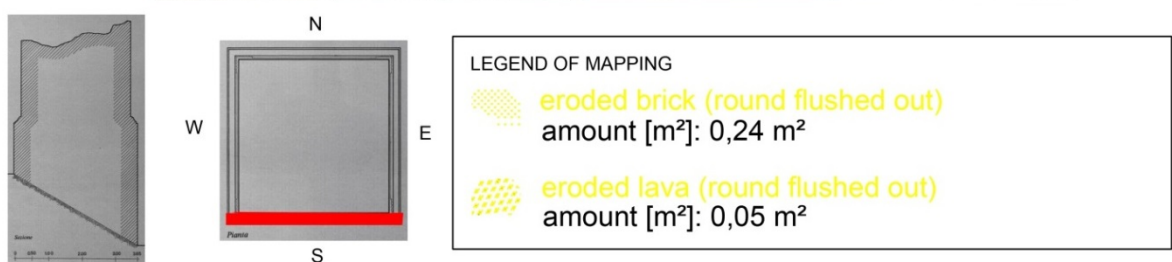 N
W
E
S
Pianta
LEGEND OF MAPPING
eroded brick (round flushed out)
amount [m²]: 0,24 m²
eroded lava (round flushed out)
amount [m²]: 0,05 m²